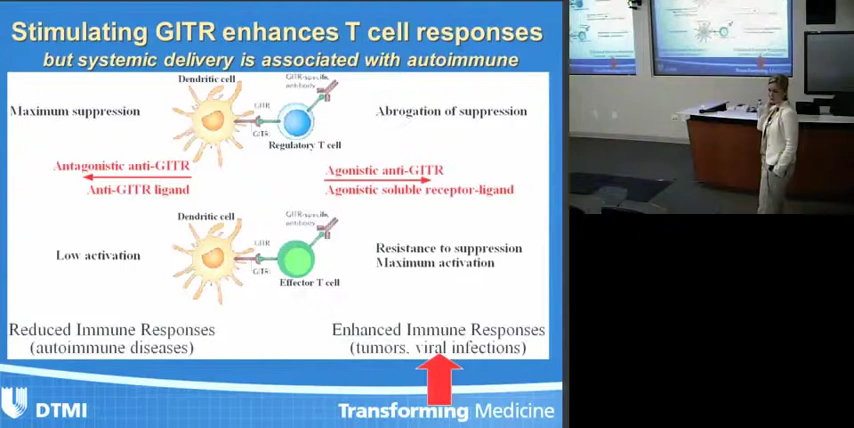 Stimulating GITR enhances T cell responses
but systemic delivery is associated with autoimmune
Dendritic cell
GITR-specific
antibody
Maximum suppression
GITR
GITRL
Abrogation of suppression
Regulatory T cell
Antagonistic anti-GITR
Anti-GITR ligand
Agonistic anti-GITR
Agonistic soluble receptor-ligand
Dendritic cell
GITR-specific
antibody
Low activation
GITR
GITRL
Resistance to suppression
Maximum activation
Effector T cell
Reduced Immune Responses
(autoimmune diseases)
Enhanced Immune Responses
(tumors, viral infections)
DTMI
Transforming Medicine